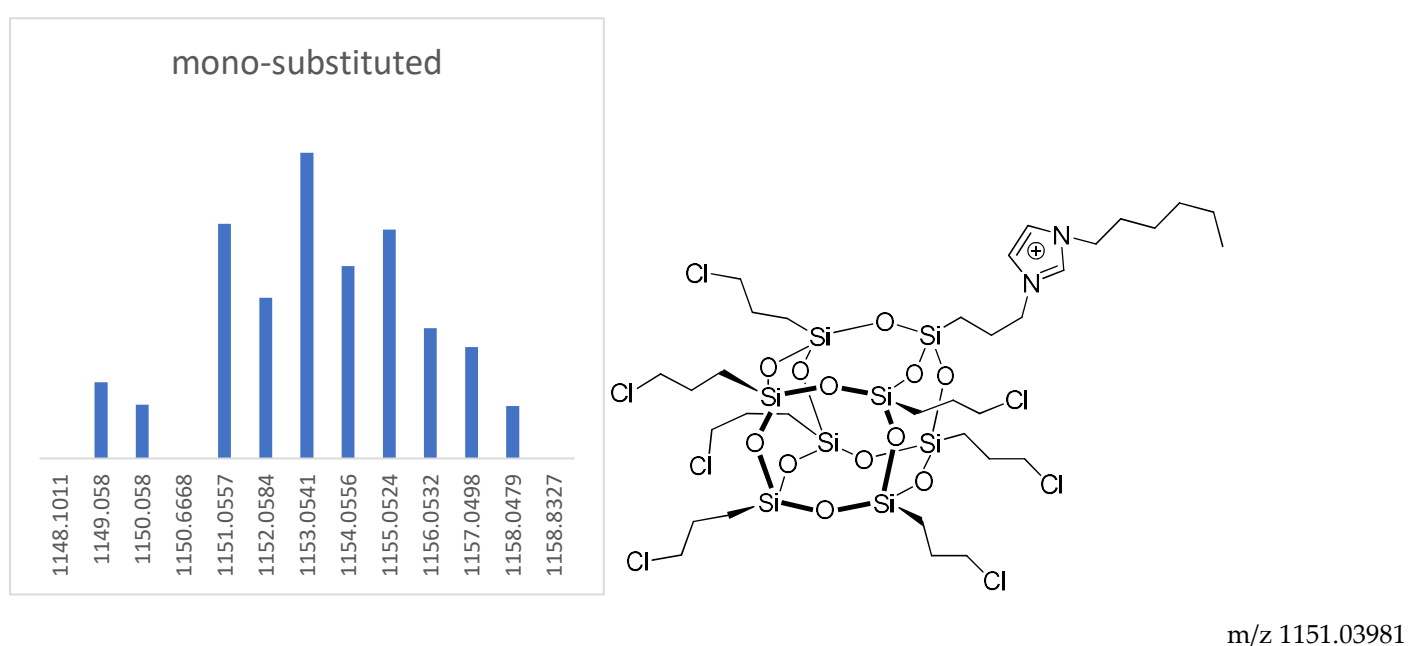 mono-substituted
1148.1011
1149.058
1150.058
1150.6668
1151.0557
1152.0584
1153.0541
1154.0556
1155.0524
1156.0532
1157.0498
1158.0479
1158.8327
N
N
Cl
Si
O
Si
O
O
O
O
Cl
Si
O
Si
Cl
Cl
O
Si
O
O
Si
Cl
O
O
Si
O
Si
Cl
Cl
m/z 1151.03981